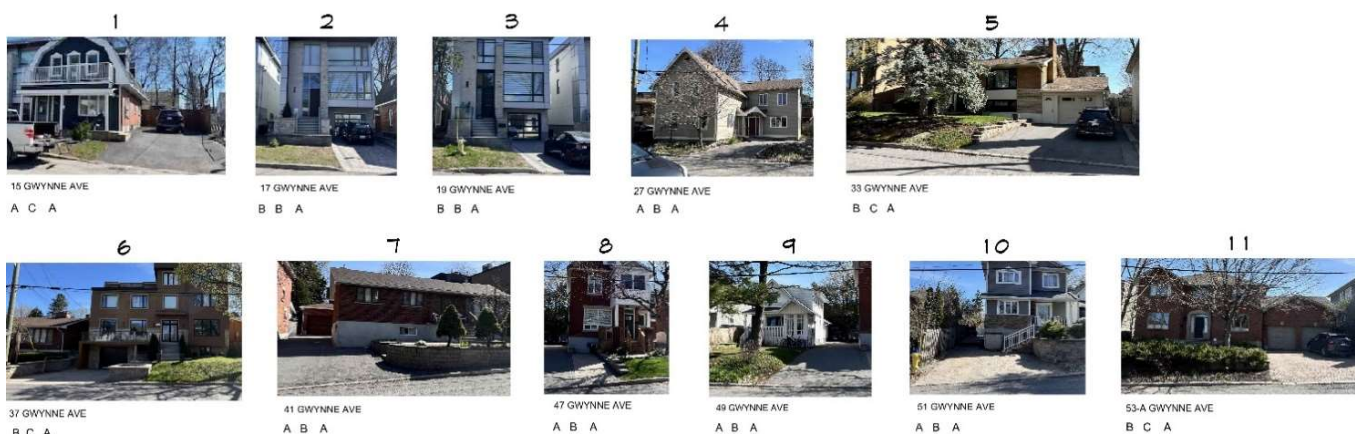 1 2 3 4 5
15 GWYNNE AVE 17 GWYNNE AVE 19 GWYNNE AVE 27 GWYNNE AVE 33 GWYNNE AVE
A C A B B A B B A A B A B C A
6 7 8 9 10 11
37 GWYNNE AVE 41 GWYNNE AVE 47 GWYNNE AVE 49 GWYNNE AVE 51 GWYNNE AVE 53-A GWYNNE AVE
B C A A B A A B A A B A A B A B C A